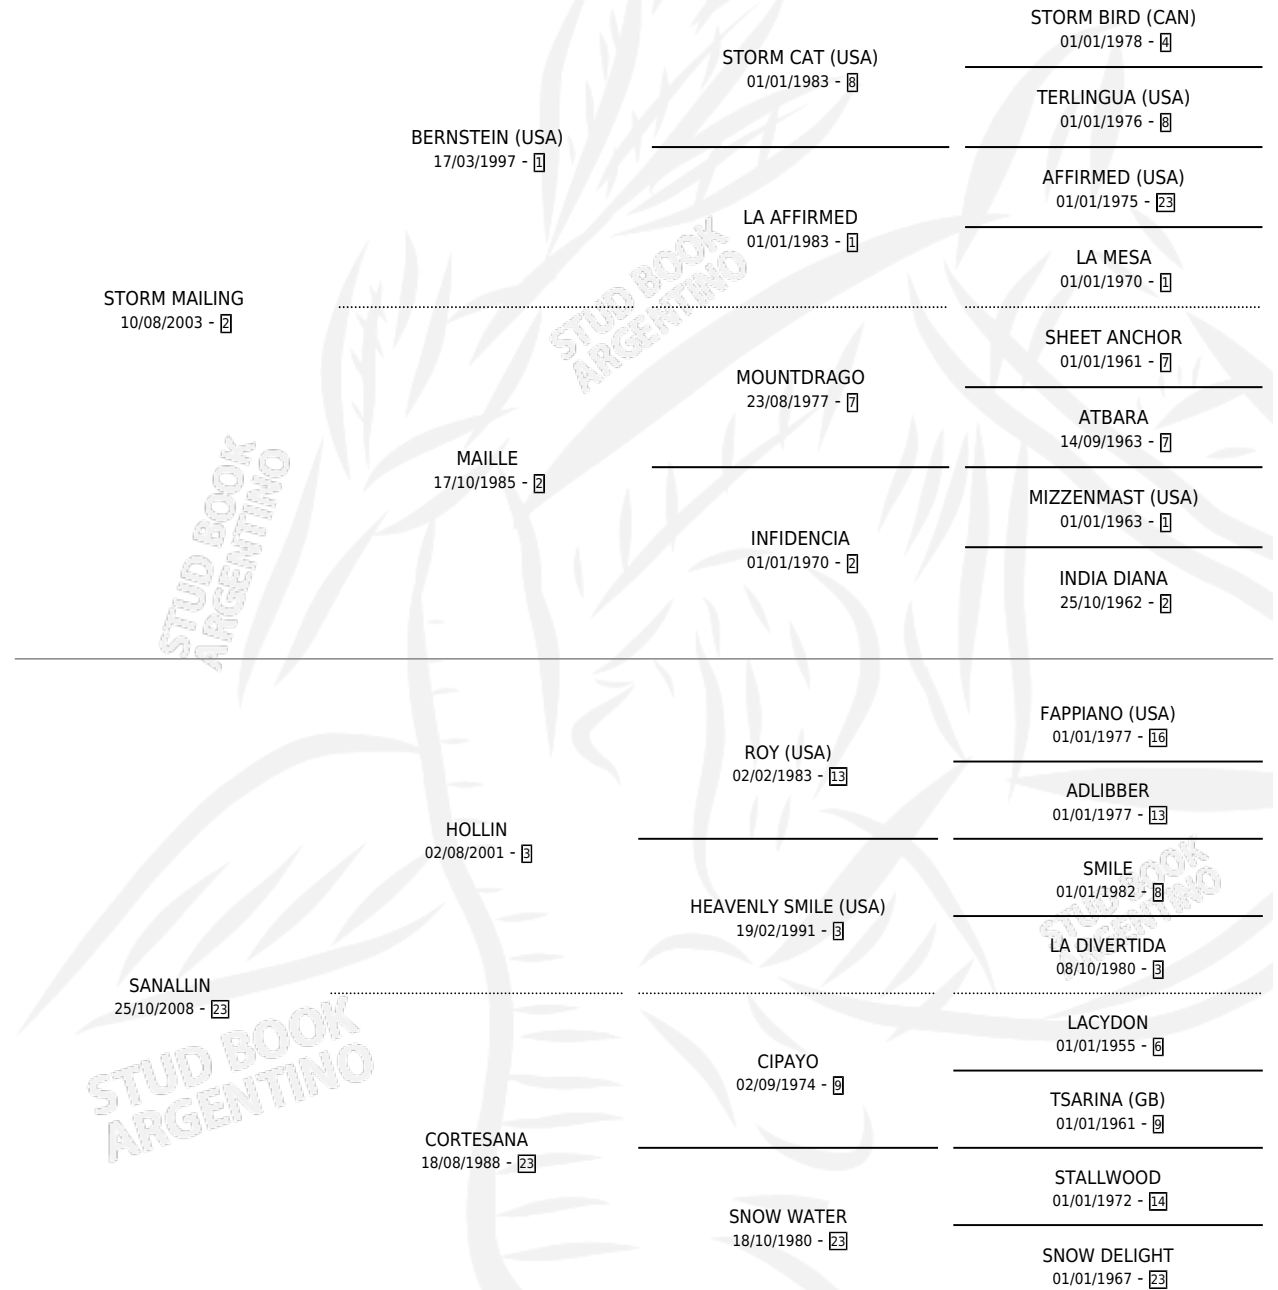 STORM BIRD (CAN)
01/01/1978 - 4
STORM CAT (USA)
01/01/1983 - 8
TERLINGUA (USA)
01/01/1976 - 8
BERNSTEIN (USA)
17/03/1997 - 1
AFFIRMED (USA)
01/01/1975 - 23
LA AFFIRMED
01/01/1983 - 1
LA MESA
01/01/1970 - 1
STORM MAILING
10/08/2003 - 2
SHEET ANCHOR
01/01/1961 - 7
MOUNTDRAGO
23/08/1977 - 7
ATBARA
14/09/1963 - 7
MAILLE
17/10/1985 - 2
MIZZENMAST (USA)
01/01/1963 - 1
INFIDENCIA
01/01/1970 - 2
INDIA DIANA
25/10/1962 - 2
STUD BOOK
ARGENTINO
STUD BOOK
ARGENTINO
FAPPIANO (USA)
01/01/1977 - 16
ROY (USA)
02/02/1983 - 13
ADLIBBER
01/01/1977 - 13
HOLLIN
02/08/2001 - 3
SMILE
01/01/1982 - 8
HEAVENLY SMILE (USA)
19/02/1991 - 3
LA DIVERTIDA
08/10/1980 - 3
SANALLIN
25/10/2008 - 23
LACYDON
01/01/1955 - 6
CIPAYO
02/09/1974 - 9
TSARINA (GB)
01/01/1961 - 9
CORTESANA
18/08/1988 - 23
STALLWOOD
01/01/1972 - 14
SNOW WATER
18/10/1980 - 23
SNOW DELIGHT
01/01/1967 - 23
STUD BOOK
ARGENTINO
STUD BOOK
ARGENTINO